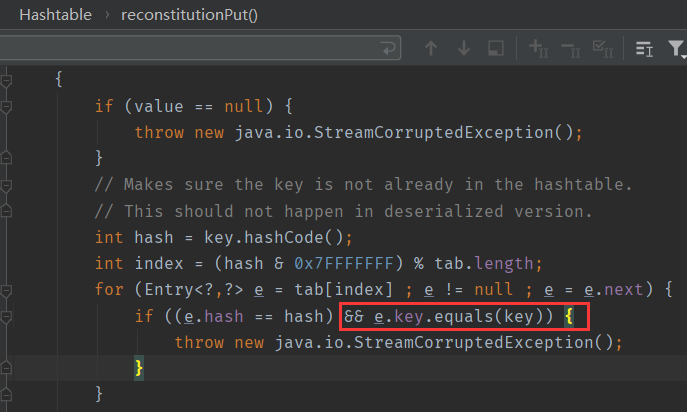 Hashtable › reconstitutionPut()
{
if (value == null) {
throw new java.io.StreamCorruptedException();
}
// Makes sure the key is not already in the hashtable.
// This should not happen in deserialized version.
int hash = key.hashCode();
int index = (hash & 0x7FFFFFFF) % tab.length;
for (Entry<?,?> e = tab[index] ; e != null ; e = e.next) {
if ((e.hash == hash) && e.key.equals(key)) {
throw new java.io.StreamCorruptedException();
}
}